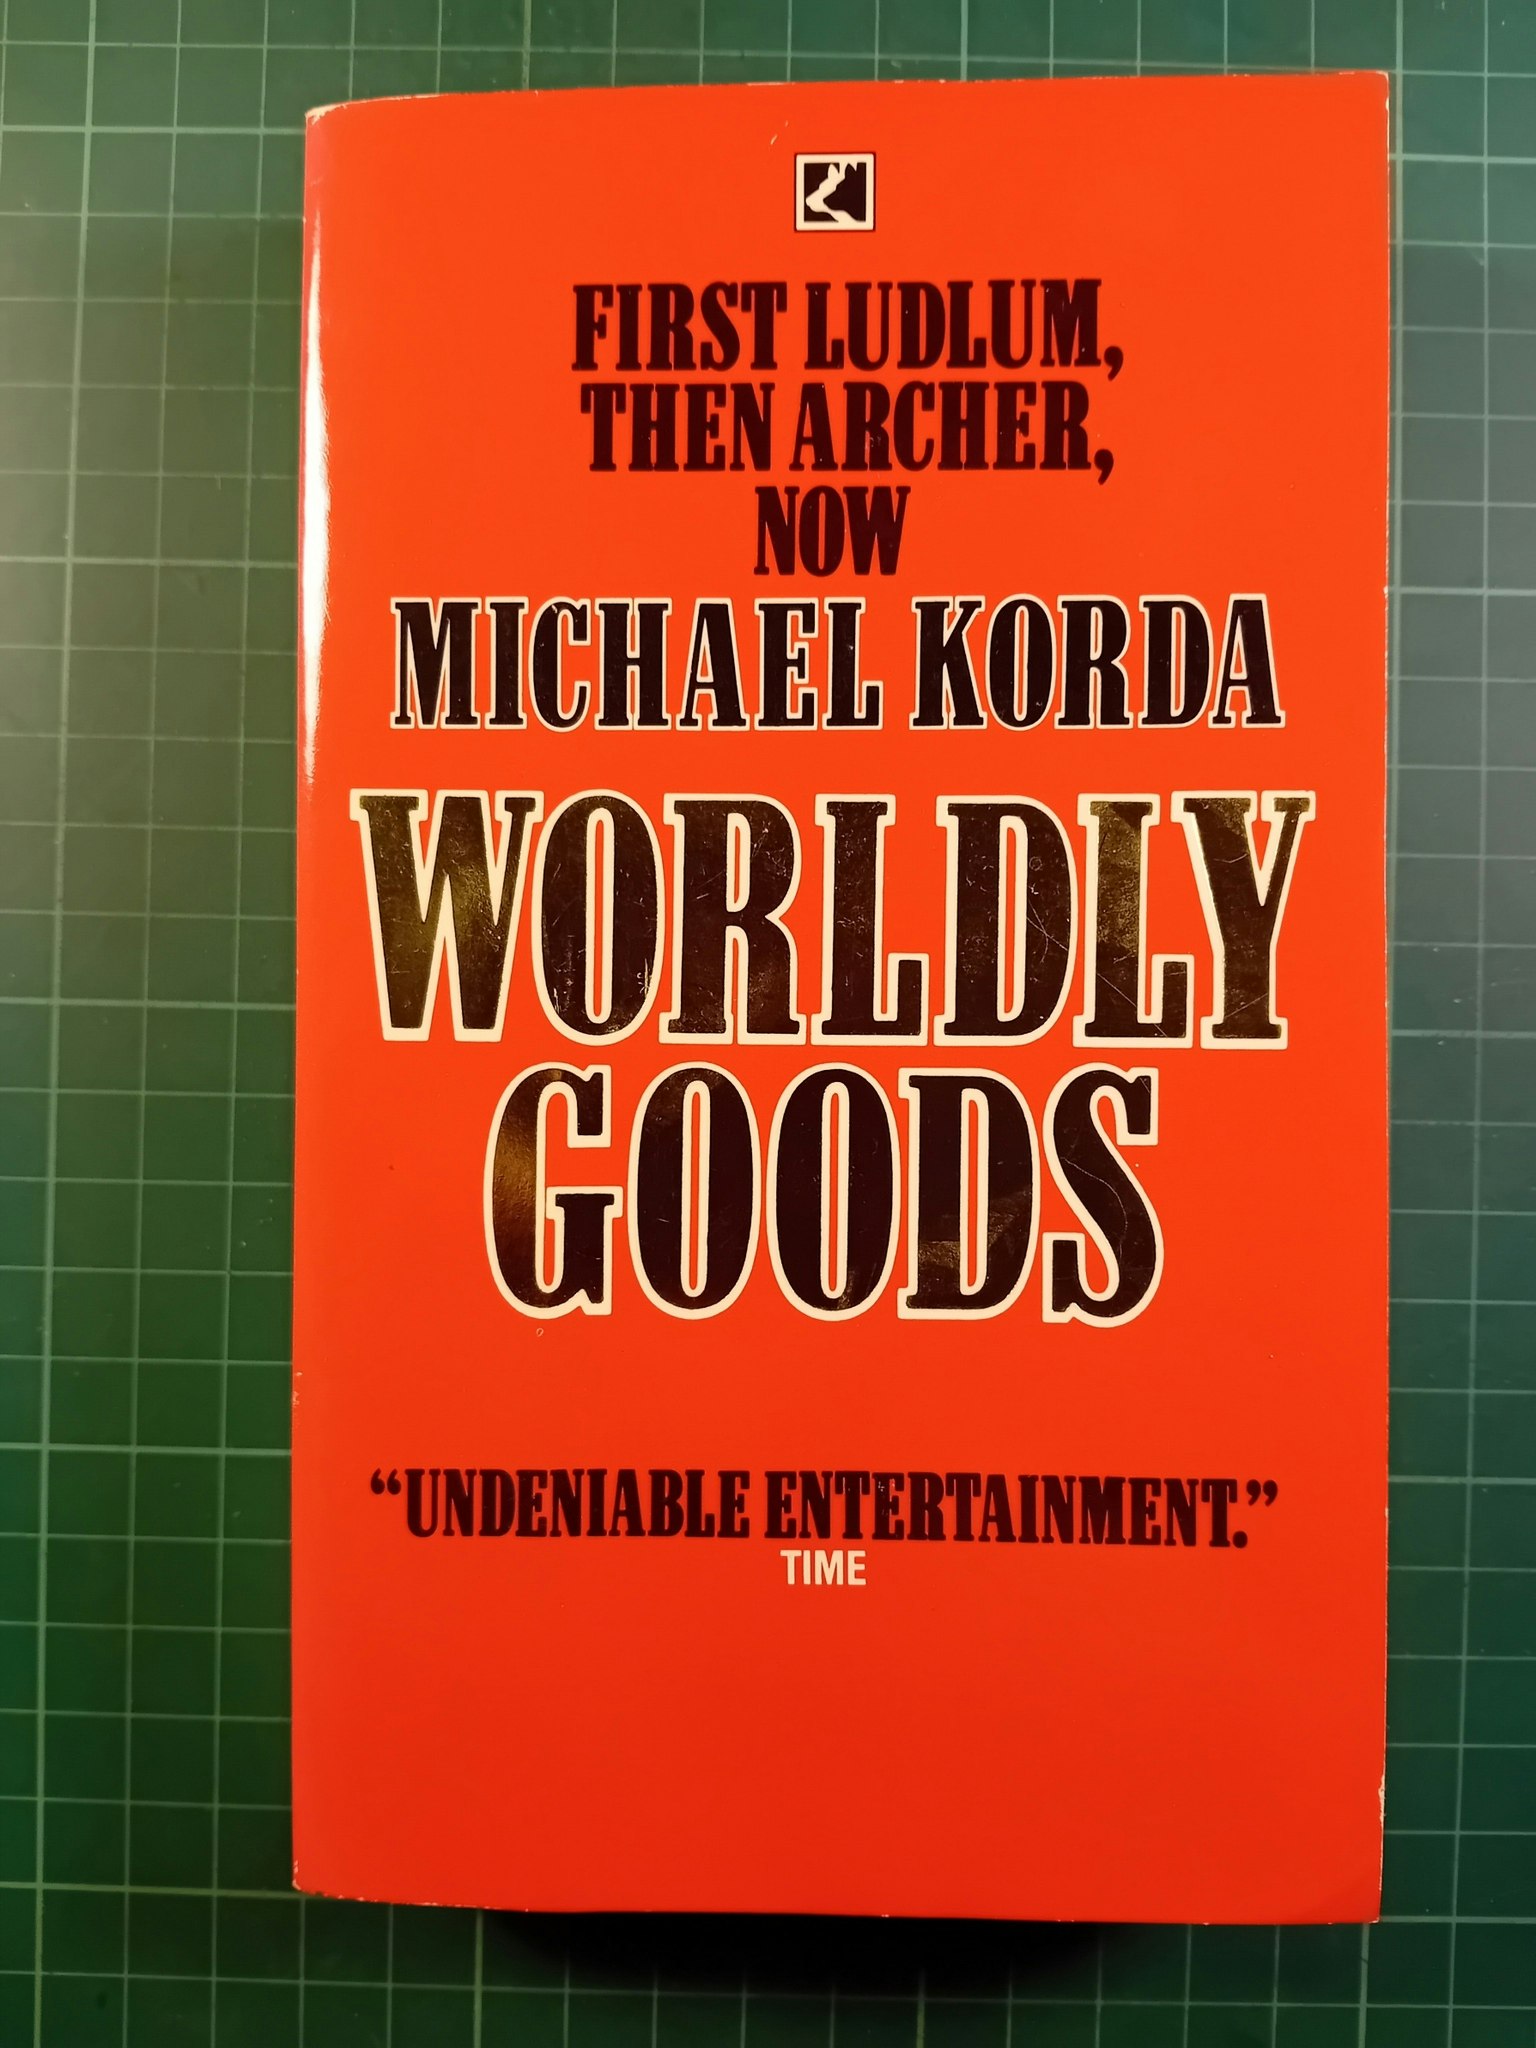 FIRST LUDLUM,
THEN ARCHER,
NOW
MICHAEL KORDA
WORLDLY
GOODS
“UNDENIABLE ENTERTAINMENT.”
TIME